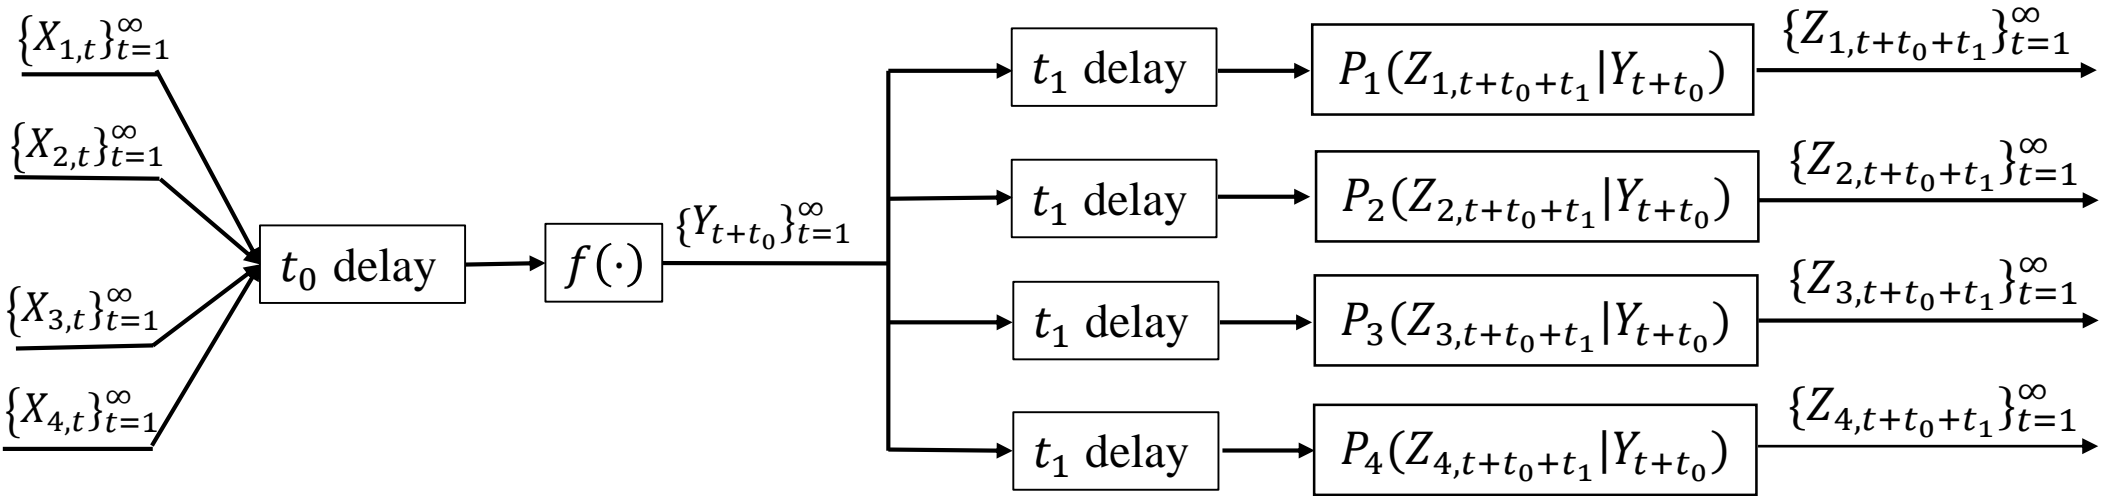 {X_{1,t}}_{t=1}^∞
{X_{2,t}}_{t=1}^∞
{X_{3,t}}_{t=1}^∞
{X_{4,t}}_{t=1}^∞
t_0 delay
f(·)
{Y_{t+t_0}}_{t=1}^∞
t_1 delay
P_1(Z_{1,t+t_0+t_1}|Y_{t+t_0})
{Z_{1,t+t_0+t_1}}_{t=1}^∞
t_1 delay
P_2(Z_{2,t+t_0+t_1}|Y_{t+t_0})
{Z_{2,t+t_0+t_1}}_{t=1}^∞
t_1 delay
P_3(Z_{3,t+t_0+t_1}|Y_{t+t_0})
{Z_{3,t+t_0+t_1}}_{t=1}^∞
t_1 delay
P_4(Z_{4,t+t_0+t_1}|Y_{t+t_0})
{Z_{4,t+t_0+t_1}}_{t=1}^∞